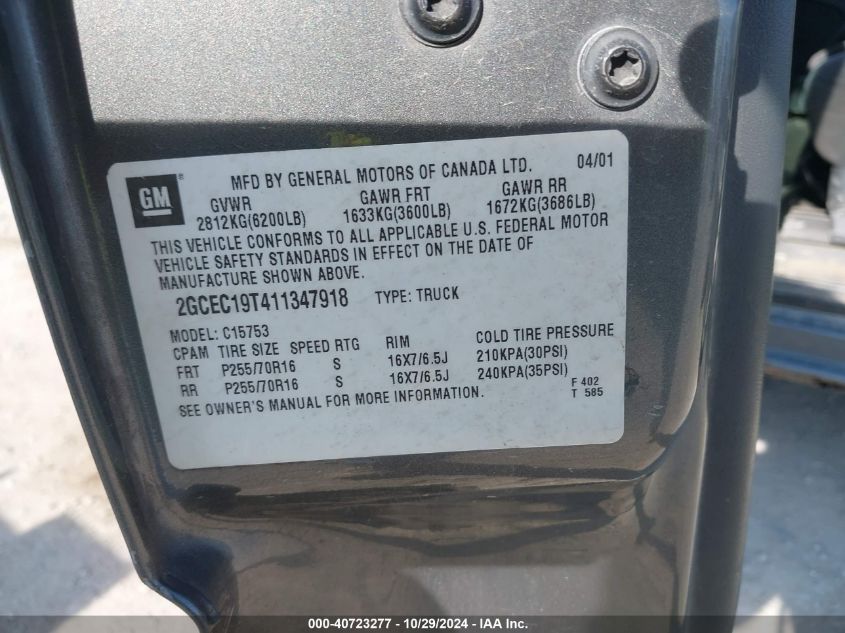 MFD BY GENERAL MOTORS OF CANADA LTD. 04/01
GM®
GVWR GAWR FRT GAWR RR
2812KG(6200LB) 1633KG(3600LB) 1672KG(3686LB)
THIS VEHICLE CONFORMS TO ALL APPLICABLE U.S. FEDERAL MOTOR
VEHICLE SAFETY STANDARDS IN EFFECT ON THE DATE OF
MANUFACTURE SHOWN ABOVE.
2GCEC19T411347918 TYPE: TRUCK
MODEL: C15753
CPAM TIRE SIZE SPEED RTG RIM COLD TIRE PRESSURE
FRT P255/70R16 S 16X7/6.5J 210KPA(30PSI)
RR P255/70R16 S 16X7/6.5J 240KPA(35PSI)
SEE OWNER'S MANUAL FOR MORE INFORMATION.
F 402
T 585
000-40723277 - 10/29/2024 - IAA Inc.